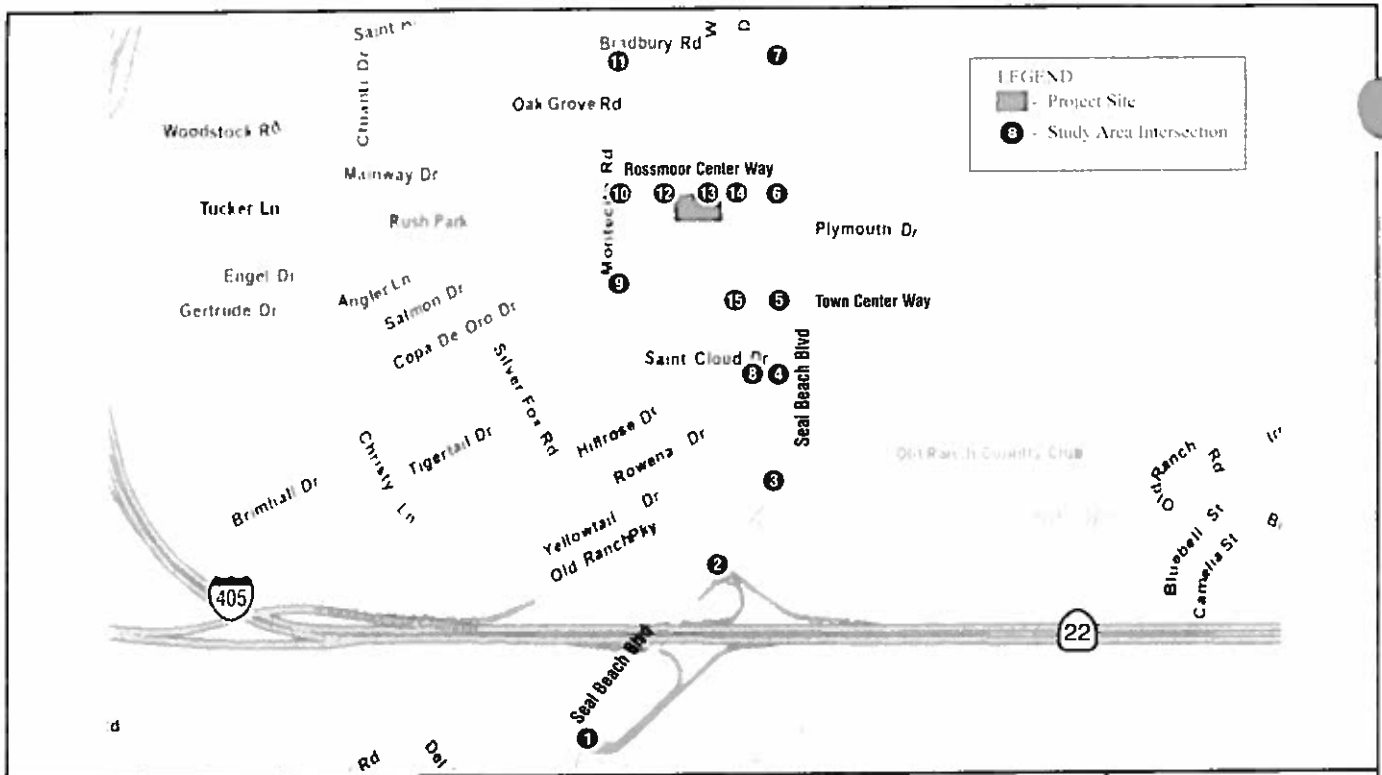 Saint
Bradbury Rd
W
D
11
7
LEGEND
- Project Site
8 - Study Area Intersection
Chianti Dr
Oak Grove Rd
Woodstock Rd
Mainway Dr
Montecito Rd
Rossmoor Center Way
10
12
13
14
6
Tucker Ln
Rush Park
Plymouth Dr
Engel Dr
Gertrude Dr
Angler Ln
Salmon Dr
Copa De Oro Dr
9
15
5
Town Center Way
Saint Cloud Dr
8
4
Seal Beach Blvd
Silver Fox Rd
Hillrose Dr
Rowena Dr
Christy Ln
Tigertail Dr
Brimhall Dr
3
Old Ranch Country Club
Old Ranch Rd
Yellowtail Dr
Old Ranch Pky
2
Bluebell St
Camelia St
405
22
Seal Beach Blvd
1
d
Rd
Del